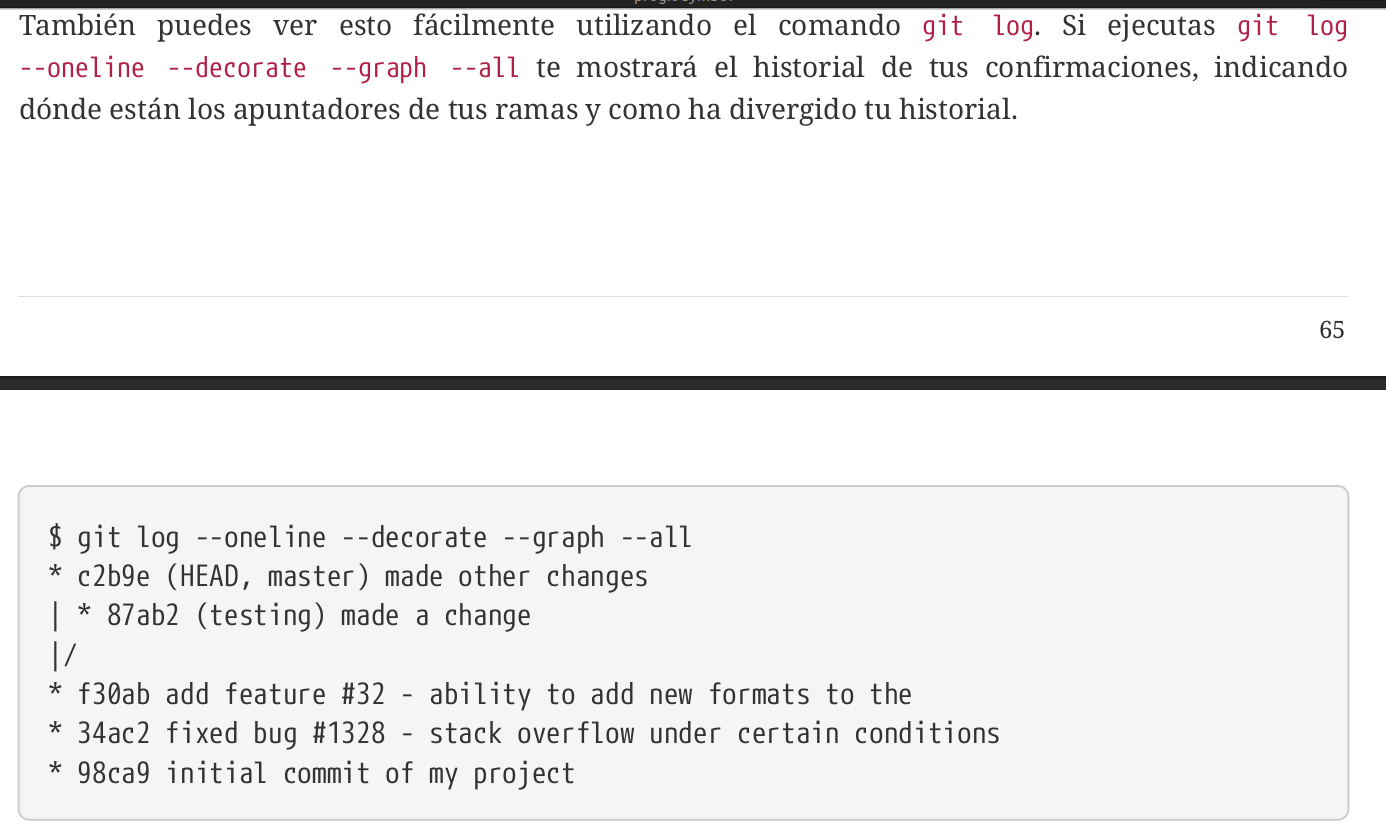 También puedes ver esto fácilmente utilizando el comando git log. Si ejecutas git log
--oneline --decorate --graph --all te mostrará el historial de tus confirmaciones, indicando
dónde están los apuntadores de tus ramas y como ha divergido tu historial.
65
$ git log --oneline --decorate --graph --all
* c2b9e (HEAD, master) made other changes
| * 87ab2 (testing) made a change
|/
* f30ab add feature #32 - ability to add new formats to the
* 34ac2 fixed bug #1328 - stack overflow under certain conditions
* 98ca9 initial commit of my project